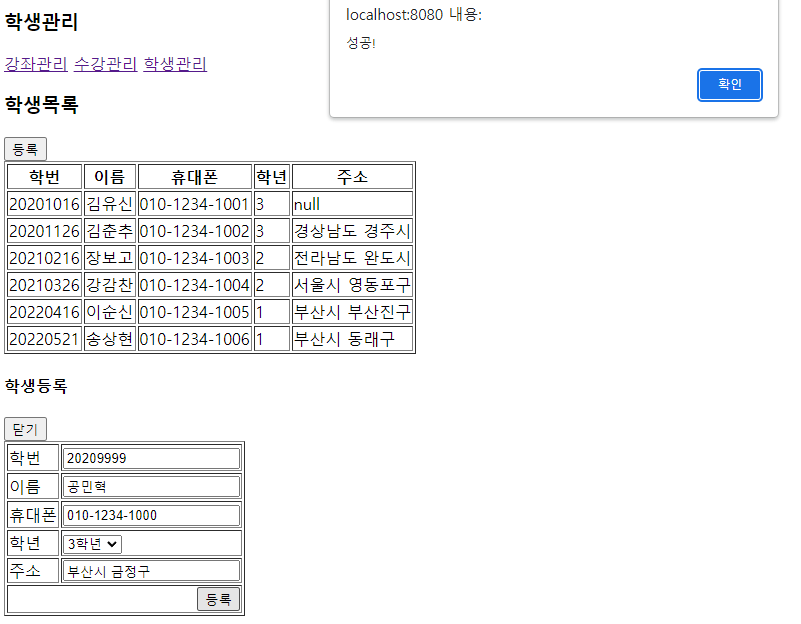 학생관리
localhost:8080 내용:
성공!
확인
강좌관리 수강관리 학생관리
학생목록
등록
학번 이름 휴대폰 학년 주소
20201016 김유신 010-1234-1001 3 null
20201126 김춘추 010-1234-1002 3 경상남도 경주시
20210216 장보고 010-1234-1003 2 전라남도 완도시
20210326 강감찬 010-1234-1004 2 서울시 영동포구
20220416 이순신 010-1234-1005 1 부산시 부산진구
20220521 송상현 010-1234-1006 1 부산시 동래구
학생등록
닫기
학번 20209999
이름 공민혁
휴대폰 010-1234-1000
학년 3학년
주소 부산시 금정구
등록